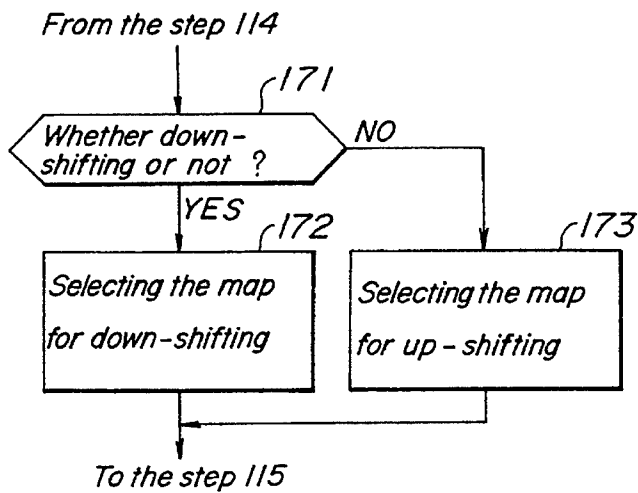 From the step 114
171
Whether down-
shifting or not ?
NO
YES
172
173
Selecting the map
for down-shifting
Selecting the map
for up-shifting
To the step 115